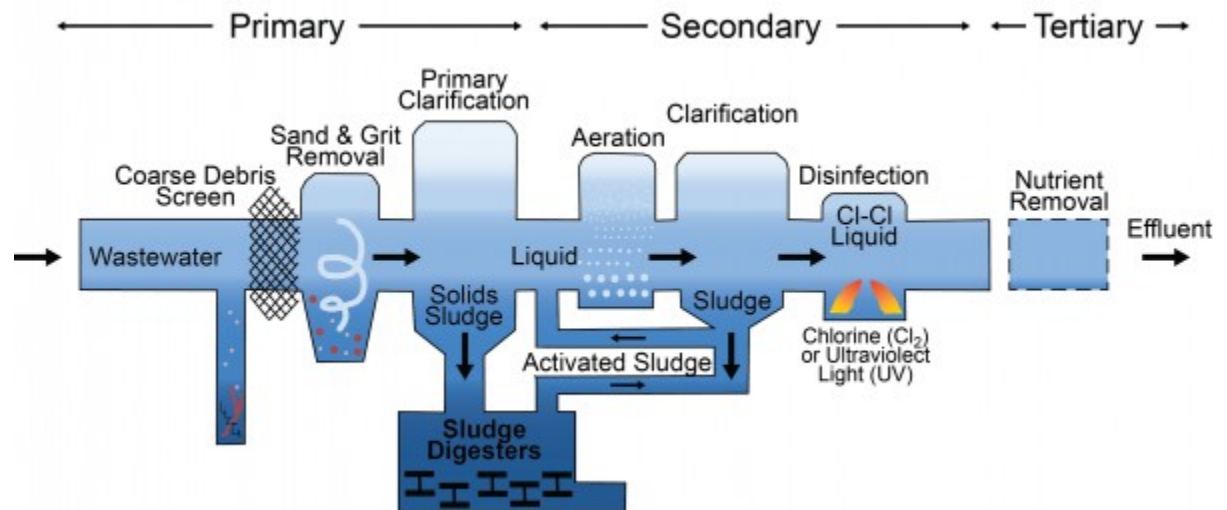 Primary
Secondary
Tertiary
Primary
Clarification
Sand & Grit
Removal
Coarse Debris
Screen
Aeration
Clarification
Disinfection
Nutrient
Removal
Wastewater
Liquid
Cl-Cl
Liquid
Effluent
Solids
Sludge
Sludge
Activated Sludge
Chlorine (Cl₂)
or Ultraviolect
Light (UV)
Sludge
Digesters